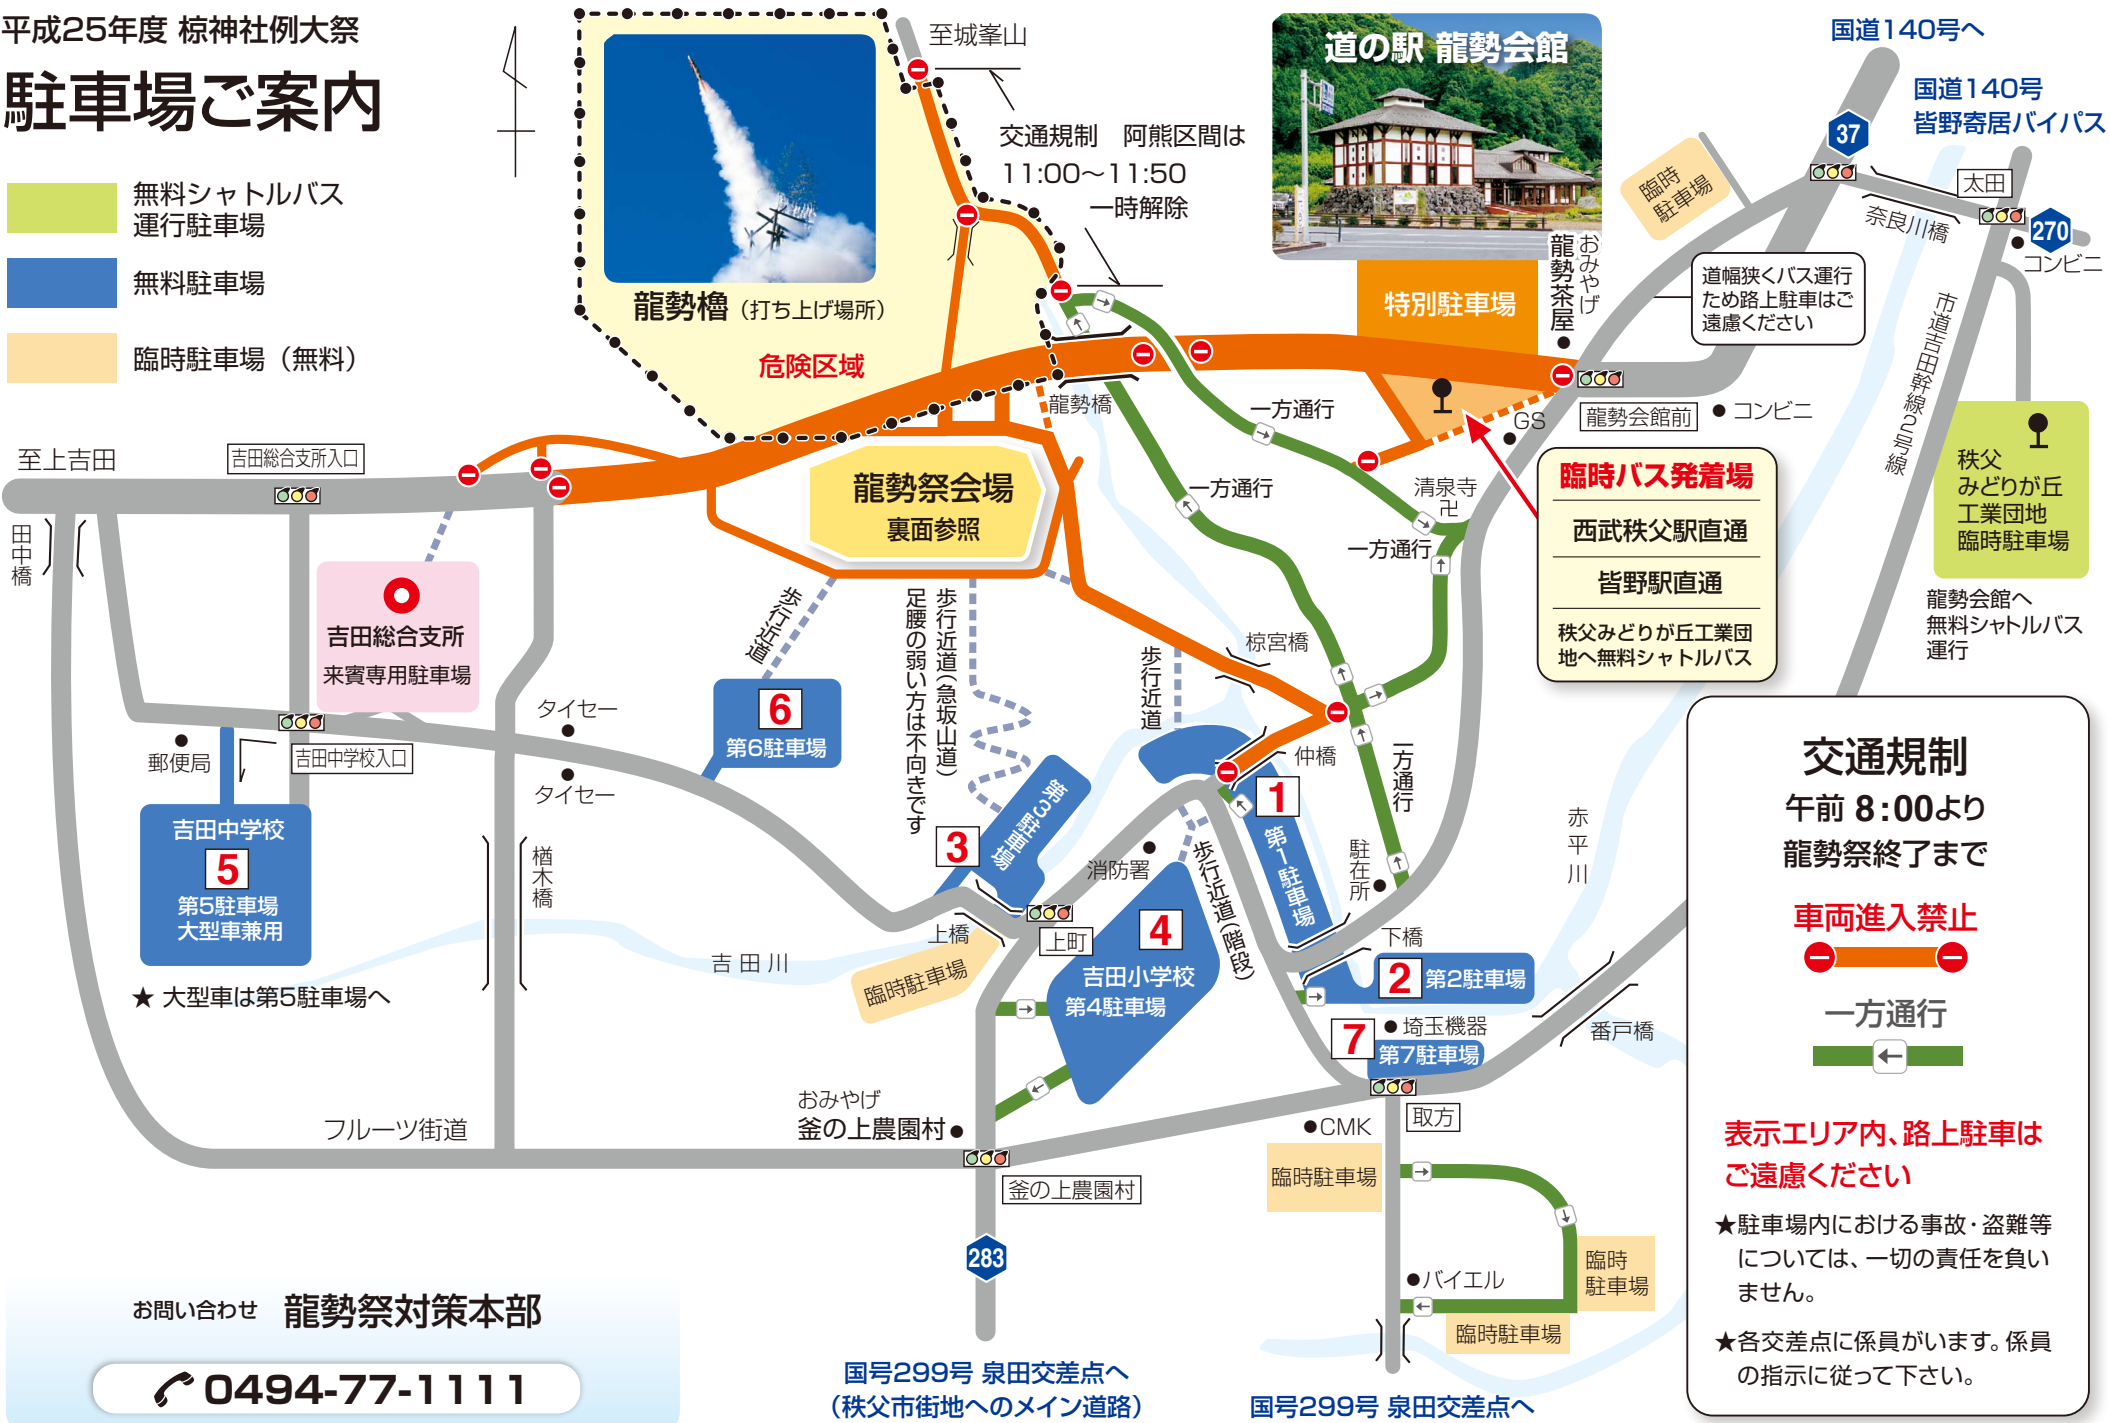 平成25年度 椋神社例大祭
駐車場ご案内
無料シャトルバス
運行駐車場
無料駐車場
臨時駐車場（無料）
龍勢櫓（打ち上げ場所）
危険区域
至城峯山
交通規制　阿熊区間は
11:00～11:50
一時解除
道の駅 龍勢会館
特別駐車場
おみやげ
龍勢茶屋
国道140号へ
37
国道140号
皆野寄居バイパス
太田
270
コンビニ
奈良川橋
臨時
駐車場
道幅狭くバス運行
ため路上駐車はご
遠慮ください
市道吉田幹線2号線
秩父
みどりが丘
工業団地
臨時駐車場
龍勢会館へ
無料シャトルバス
運行
龍勢会館前
コンビニ
GS
臨時バス発着場
西武秩父駅直通
皆野駅直通
秩父みどりが丘工業団
地へ無料シャトルバス
龍勢橋
一方通行
一方通行
一方通行
清泉寺
卍
龍勢祭会場
裏面参照
至上吉田
吉田総合支所入口
田中橋
吉田総合支所
来賓専用駐車場
郵便局
吉田中学校入口
吉田中学校
5
第5駐車場
大型車兼用
★ 大型車は第5駐車場へ
タイセー
タイセー
楢木橋
歩行近道
6
第6駐車場
歩行近道(急坂山道)
足腰の弱い方は不向きです
歩行近道
椋宮橋
仲橋
一方通行
3
第3駐車場
消防署
1
第1駐車場
駐在所
赤平川
歩行近道(階段)
上橋
上町
臨時駐車場
吉田川
4
吉田小学校
第4駐車場
下橋
2
第2駐車場
7
埼玉機器
第7駐車場
番戸橋
取方
フルーツ街道
おみやげ
釜の上農園村
釜の上農園村
283
CMK
臨時駐車場
バイエル
臨時
駐車場
臨時駐車場
国号299号 泉田交差点へ
（秩父市街地へのメイン道路）
国号299号 泉田交差点へ
お問い合わせ　龍勢祭対策本部
0494-77-1111
交通規制
午前 8:00より
龍勢祭終了まで
車両進入禁止
一方通行
表示エリア内、路上駐車は
ご遠慮ください
★駐車場内における事故・盗難等
については、一切の責任を負い
ません。
★各交差点に係員がいます。係員
の指示に従って下さい。